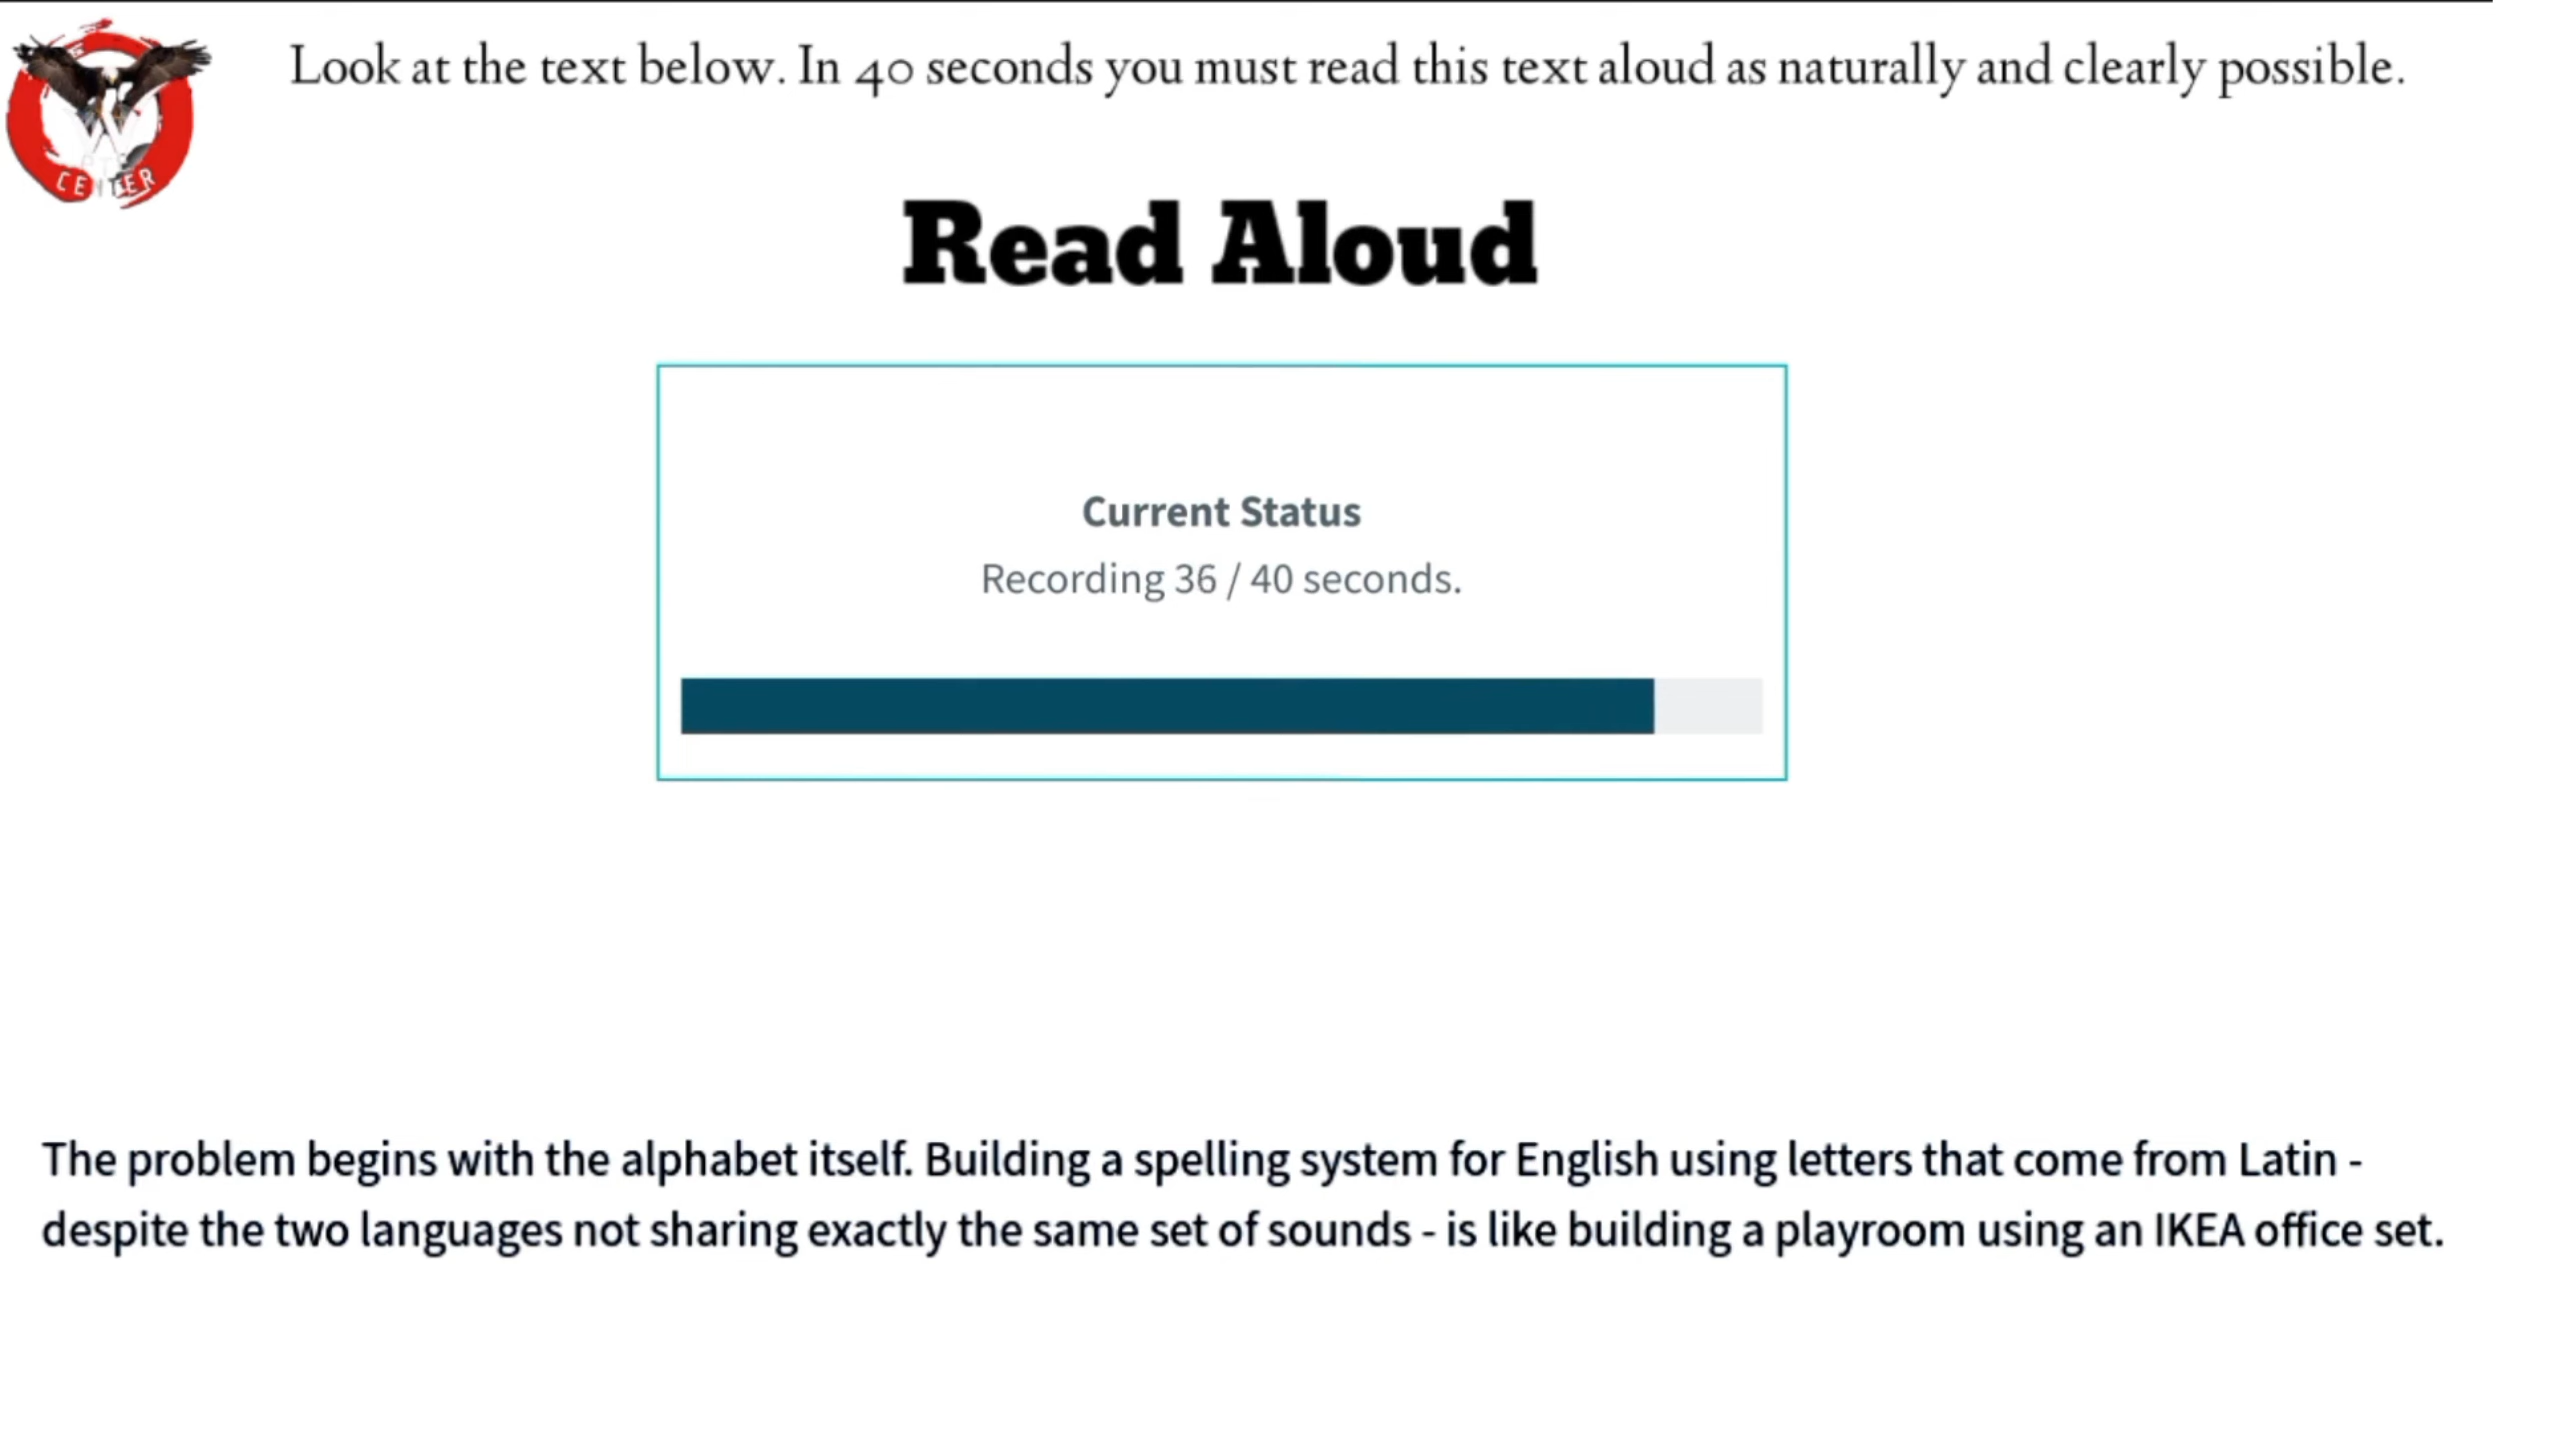 Look at the text below. In 40 seconds you must read this text aloud as naturally and clearly possible.
CENTER
Read Aloud
Current Status
Recording 36 / 40 seconds.
The problem begins with the alphabet itself. Building a spelling system for English using letters that come from Latin -
despite the two languages not sharing exactly the same set of sounds - is like building a playroom using an IKEA office set.